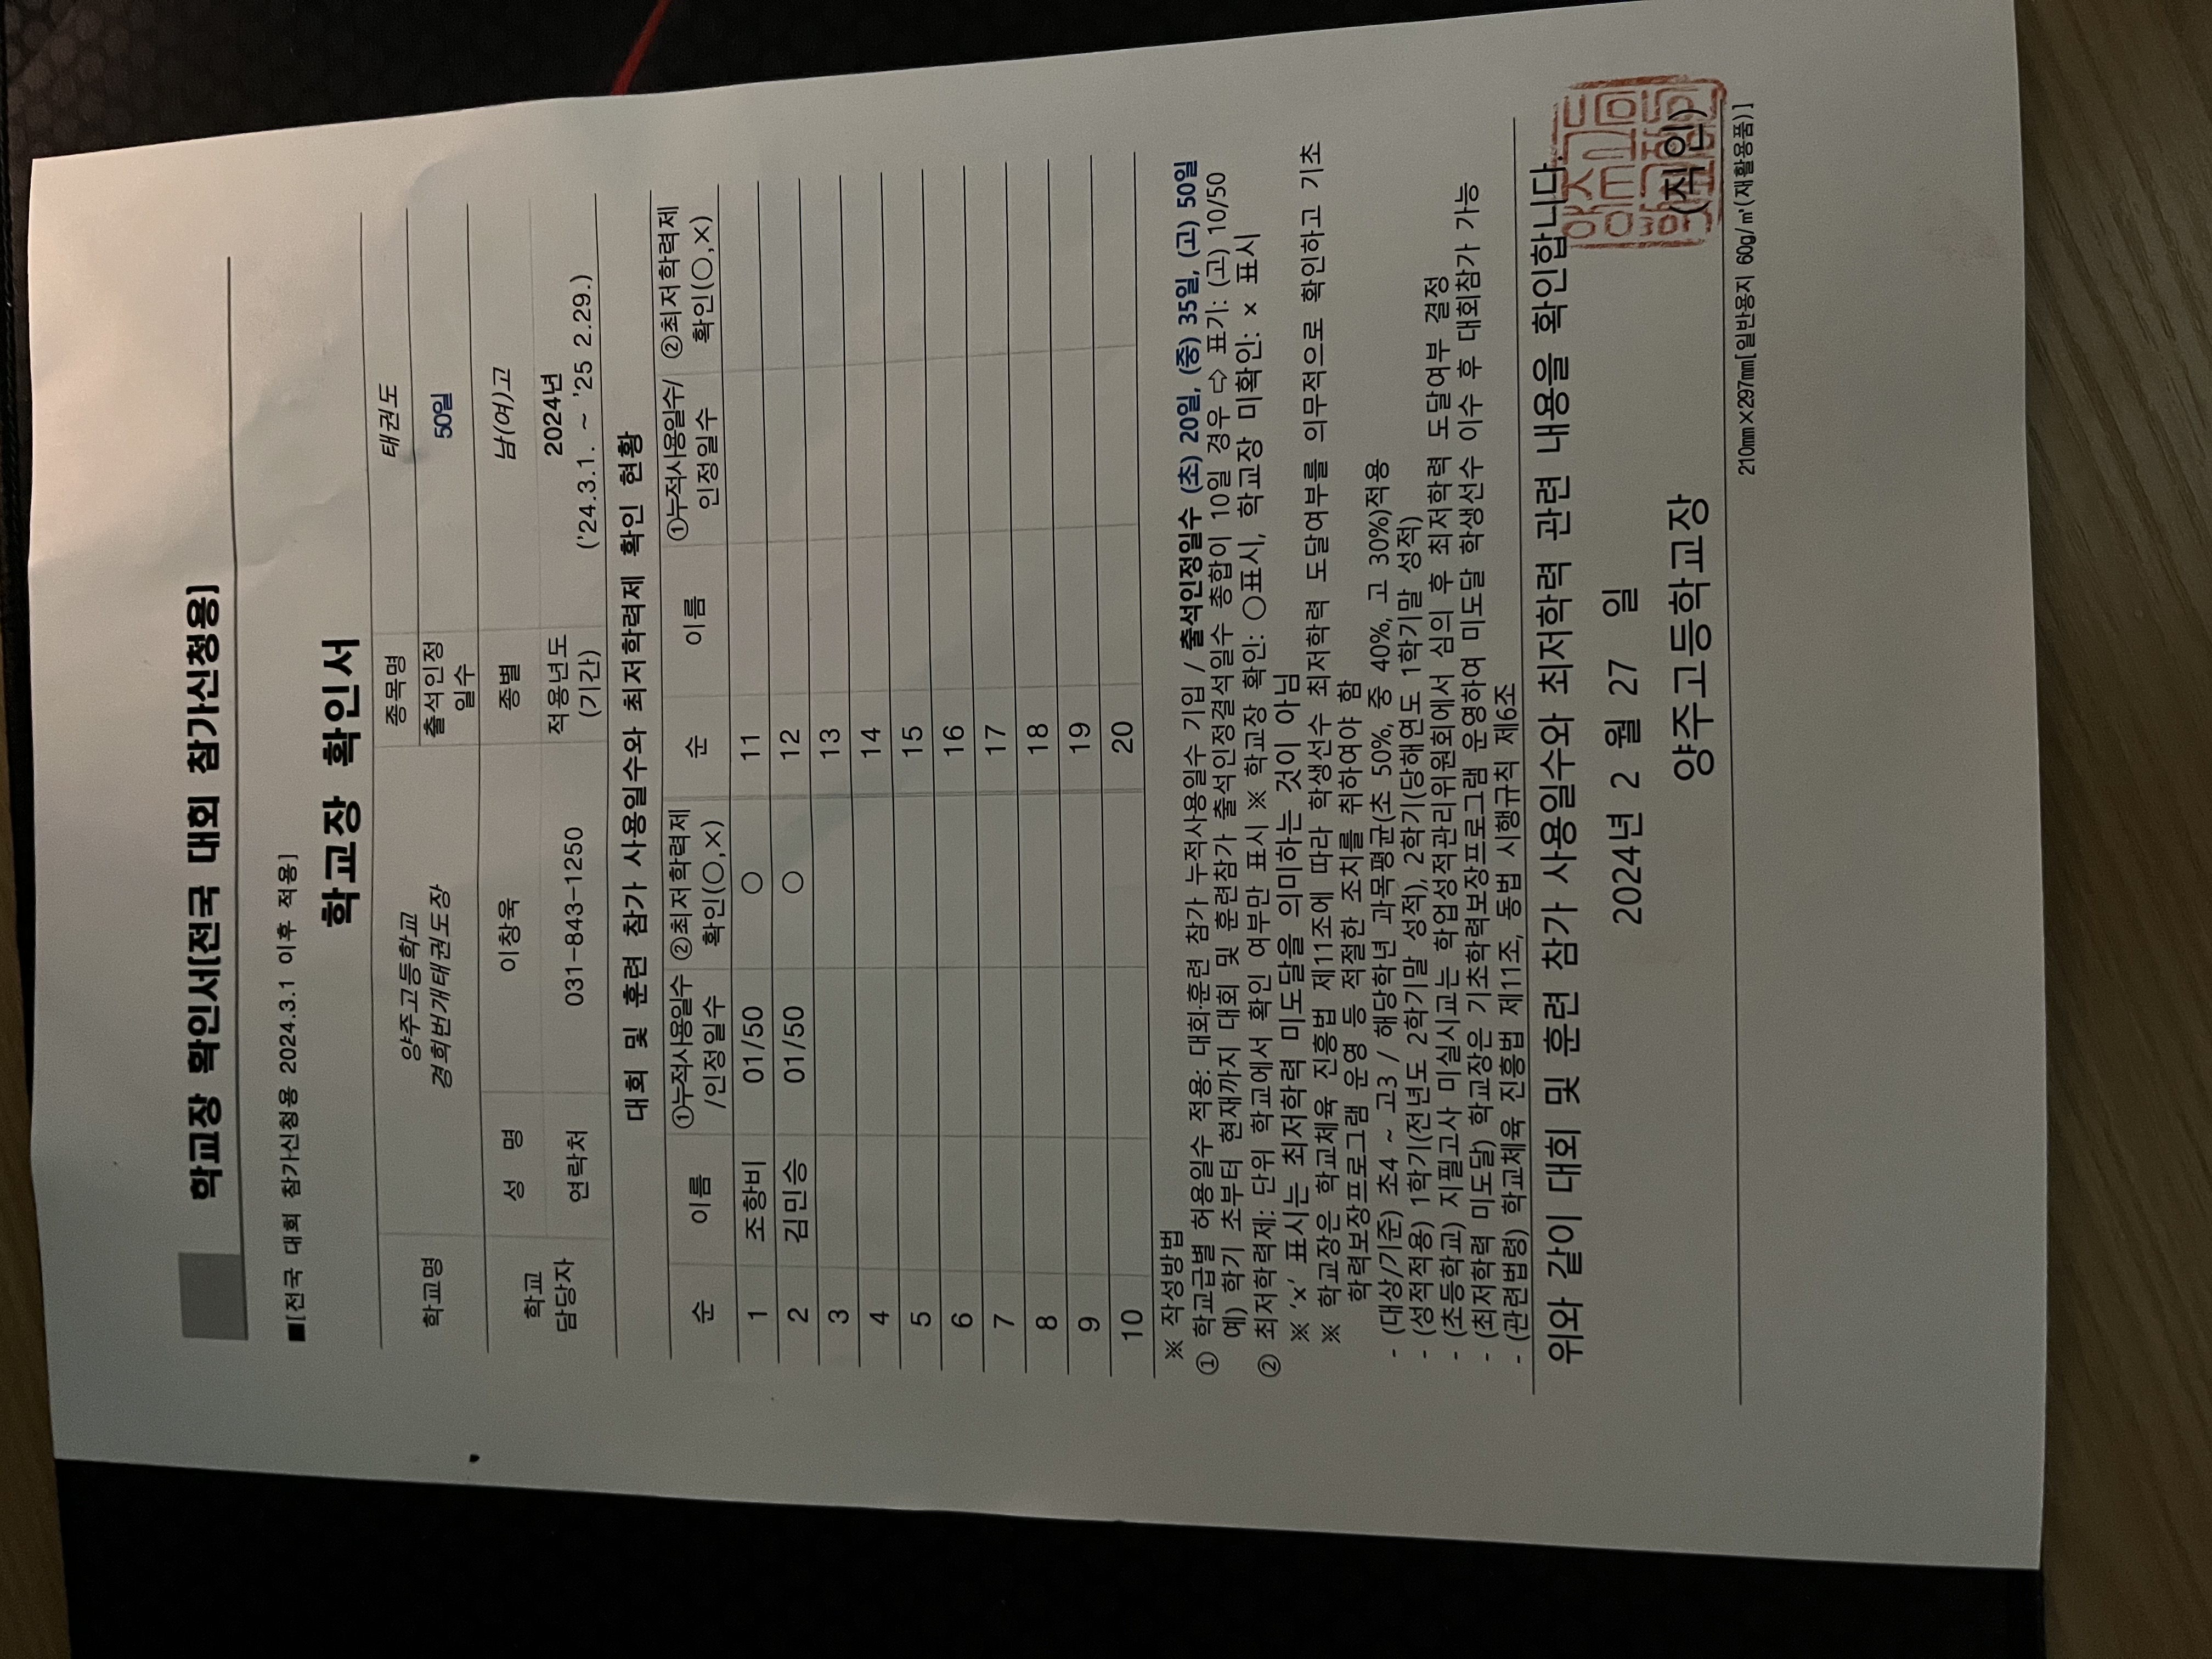 학교장 확인서[전국 대회 참가신청용]
■[전국 대회 참가신청용 2024.3.1 이후 적용]
학교장 확인서
학교명 양주고등학교 경희번개태권도장 종목명 태권도
출석인정일수 50일
학교 담당자 성 명 이창욱 종별 남(여)고
연락처 031-843-1250 적용년도 (기간) 2024년 ('24.3.1. ~ '25 2.29.)
대회 및 훈련 참가 사용일수와 최저학력제 확인 현황
순 이름 ①누적사용일수/인정일수 ②최저학력제 확인(○,×) 순 이름 ①누적사용일수/인정일수 ②최저학력제 확인(○,×)
1 조항비 01/50 ○ 11
2 김민승 01/50 ○ 12
3 13
4 14
5 15
6 16
7 17
8 18
9 19
10 20
※ 작성방법
① 학교급별 허용일수 적용: 대회·훈련 참가 누적사용일수 기입 / 출석인정일수 (초) 20일, (중) 35일, (고) 50일
예) 학기 초부터 현재까지 대회 및 훈련참가 출석인정결석일수 총합이 10일 경우 ⇨ 표기: (고) 10/50
② 최저학력제: 단위 학교에서 확인 여부만 표시 ※ 학교장 확인: ○표시, 학교장 미확인: × 표시
※ ‘×’ 표시는 최저학력 미도달을 의미하는 것이 아님
※ 학교장은 학교체육 진흥법 제11조에 따라 학생선수 최저학력 도달여부를 의무적으로 확인하고 기초
학력보장프로그램 운영 등 적절한 조치를 취하여야 함
- (대상/기준) 초4 ~ 고3 / 해당학년 과목평균(초 50%, 중 40%, 고 30%)적용
- (성적적용) 1학기(전년도 2학기말 성적), 2학기(당해연도 1학기말 성적)
- (초등학교) 지필고사 미실시교는 학업성적관리위원회에서 심의 후 최저학력 도달여부 결정
- (최저학력 미도달) 학교장은 기초학력보장프로그램 운영하여 미도달 학생선수 이수 후 대회참가 가능
- (관련법령) 학교체육 진흥법 제11조, 동법 시행규칙 제6조
위와 같이 대회 및 훈련 참가 사용일수와 최저학력 관련 내용을 확인합니다.
2024년 2 월 27 일
양주고등학교장 (직인)
210㎜×297㎜[일반용지 60g/㎡(재활용품)]